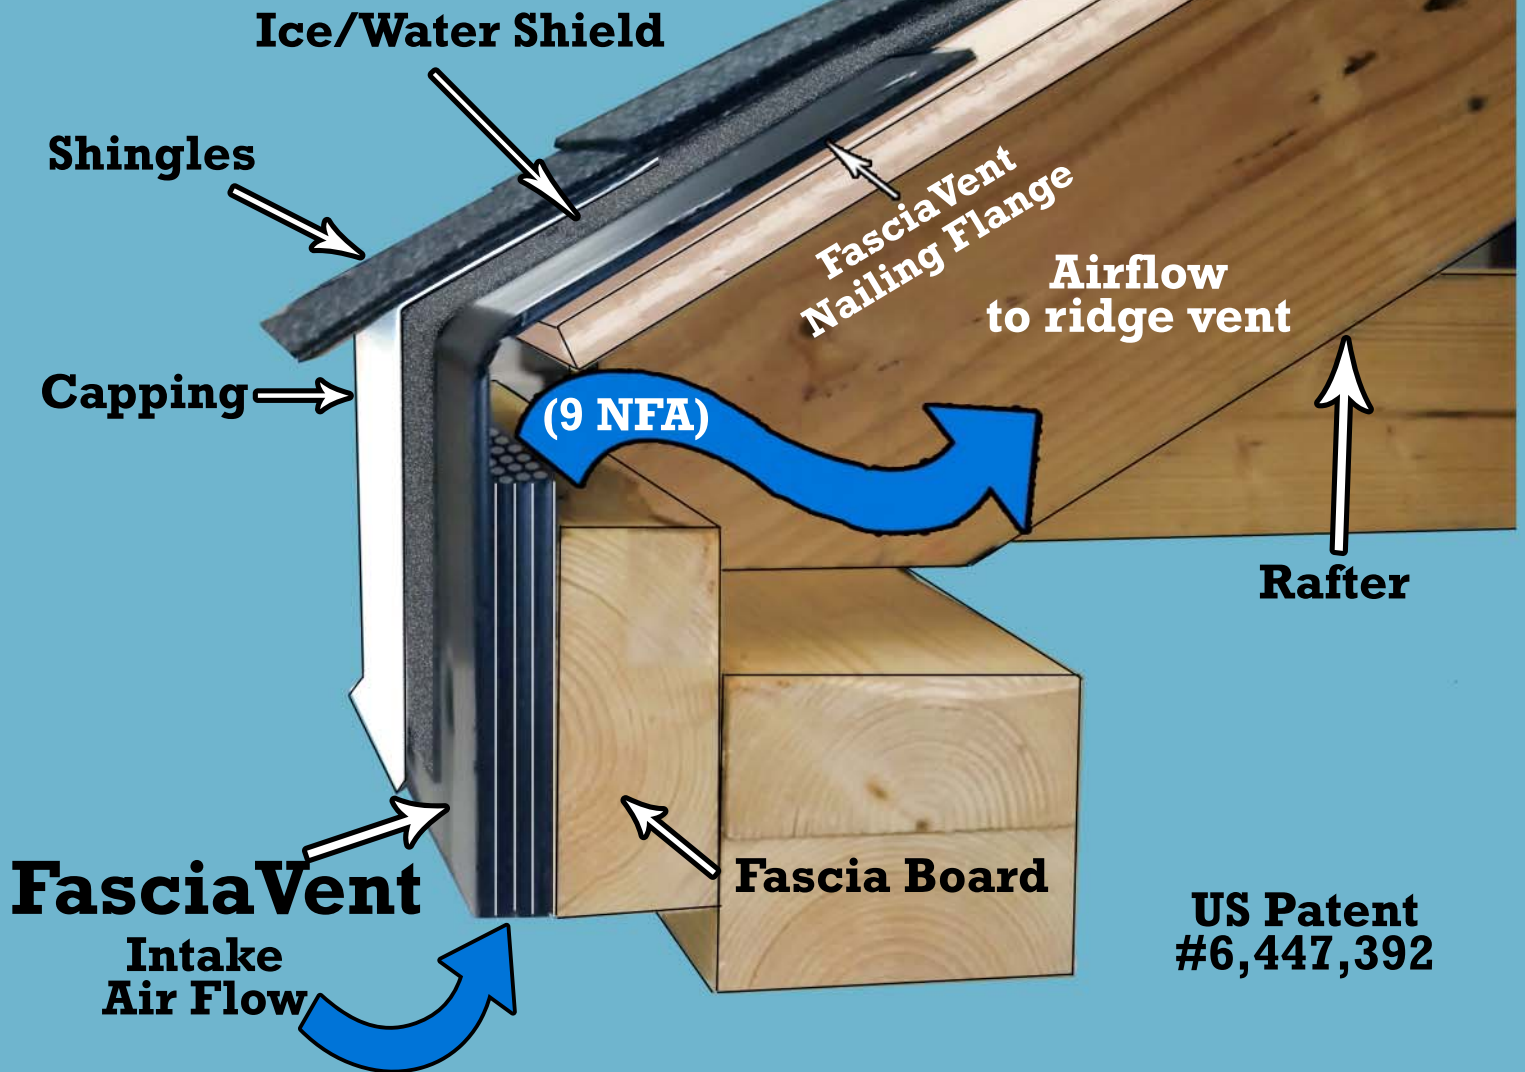 Ice/Water Shield
Shingles
FasciaVent
Nailing Flange
Airflow
to ridge vent
Capping
(9 NFA)
Rafter
FasciaVent
Intake
Air Flow
Fascia Board
US Patent
#6,447,392